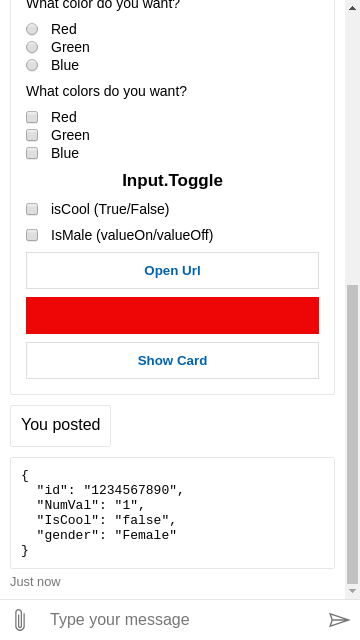 What color do you want?
Red
Green
Blue
What colors do you want?
Red
Green
Blue
Input.Toggle
isCool (True/False)
IsMale (valueOn/valueOff)
Open Url
Show Card
You posted
{
  "id": "1234567890",
  "NumVal": "1",
  "IsCool": "false",
  "gender": "Female"
}
Just now
Type your message